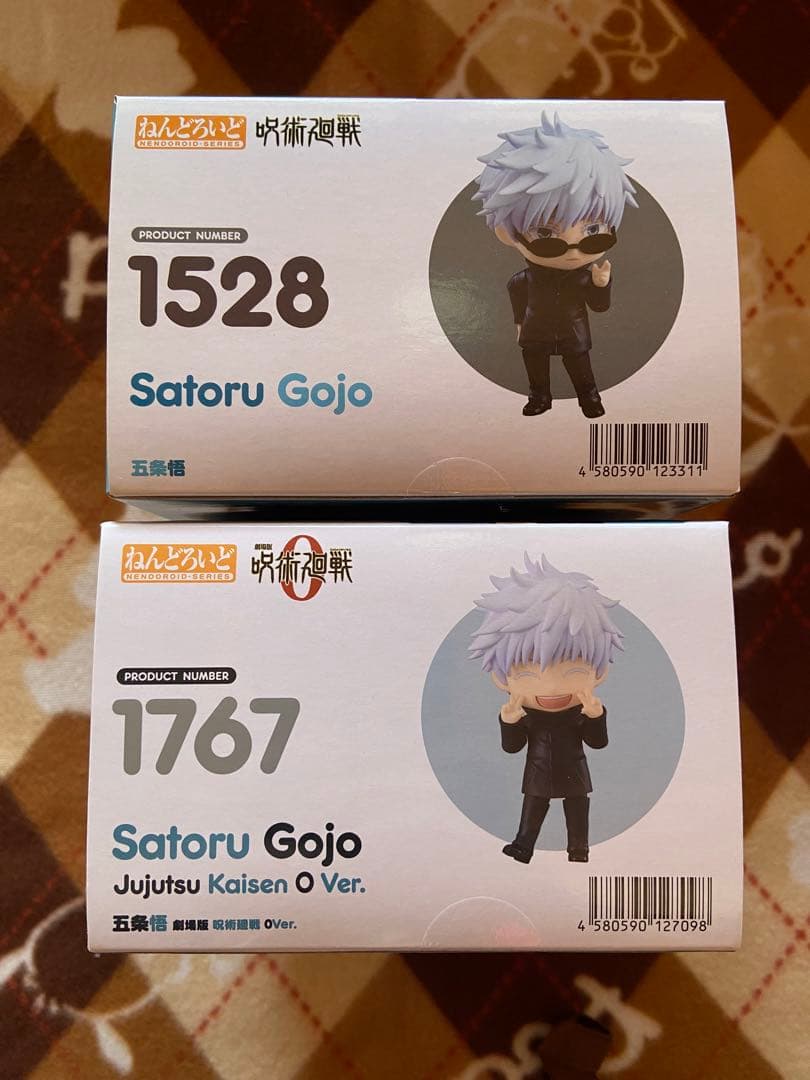 ねんどろいど
NENDOROID-SERIES
呪術廻戦
PRODUCT NUMBER
1528
Satoru Gojo
五条悟
4 580590 123311
ねんどろいど
NENDOROID-SERIES
劇場版
呪術廻戦
0
PRODUCT NUMBER
1767
Satoru Gojo
Jujutsu Kaisen 0 Ver.
五条悟 劇場版 呪術廻戦 0Ver.
4 580590 127098